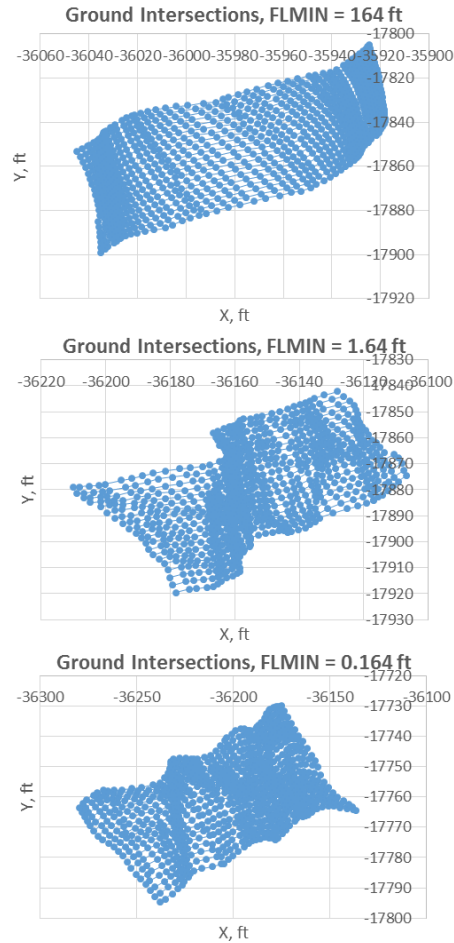 Ground Intersections, FLMIN = 164 ft
-17800
-36060 -36040 -36020 -36000 -35980 -35960 -35940 -35920 -35900
-17820
-17840
-17860
-17880
-17900
-17920
Y, ft
X, ft
Ground Intersections, FLMIN = 1.64 ft
-17830
-36220 -36200 -36180 -36160 -36140 -36120 -36100
-17840
-17850
-17860
-17870
-17880
-17890
-17900
-17910
-17920
-17930
Y, ft
X, ft
Ground Intersections, FLMIN = 0.164 ft
-17720
-36300 -36250 -36200 -36150 -36100
-17730
-17740
-17750
-17760
-17770
-17780
-17790
-17800
Y, ft
X, ft